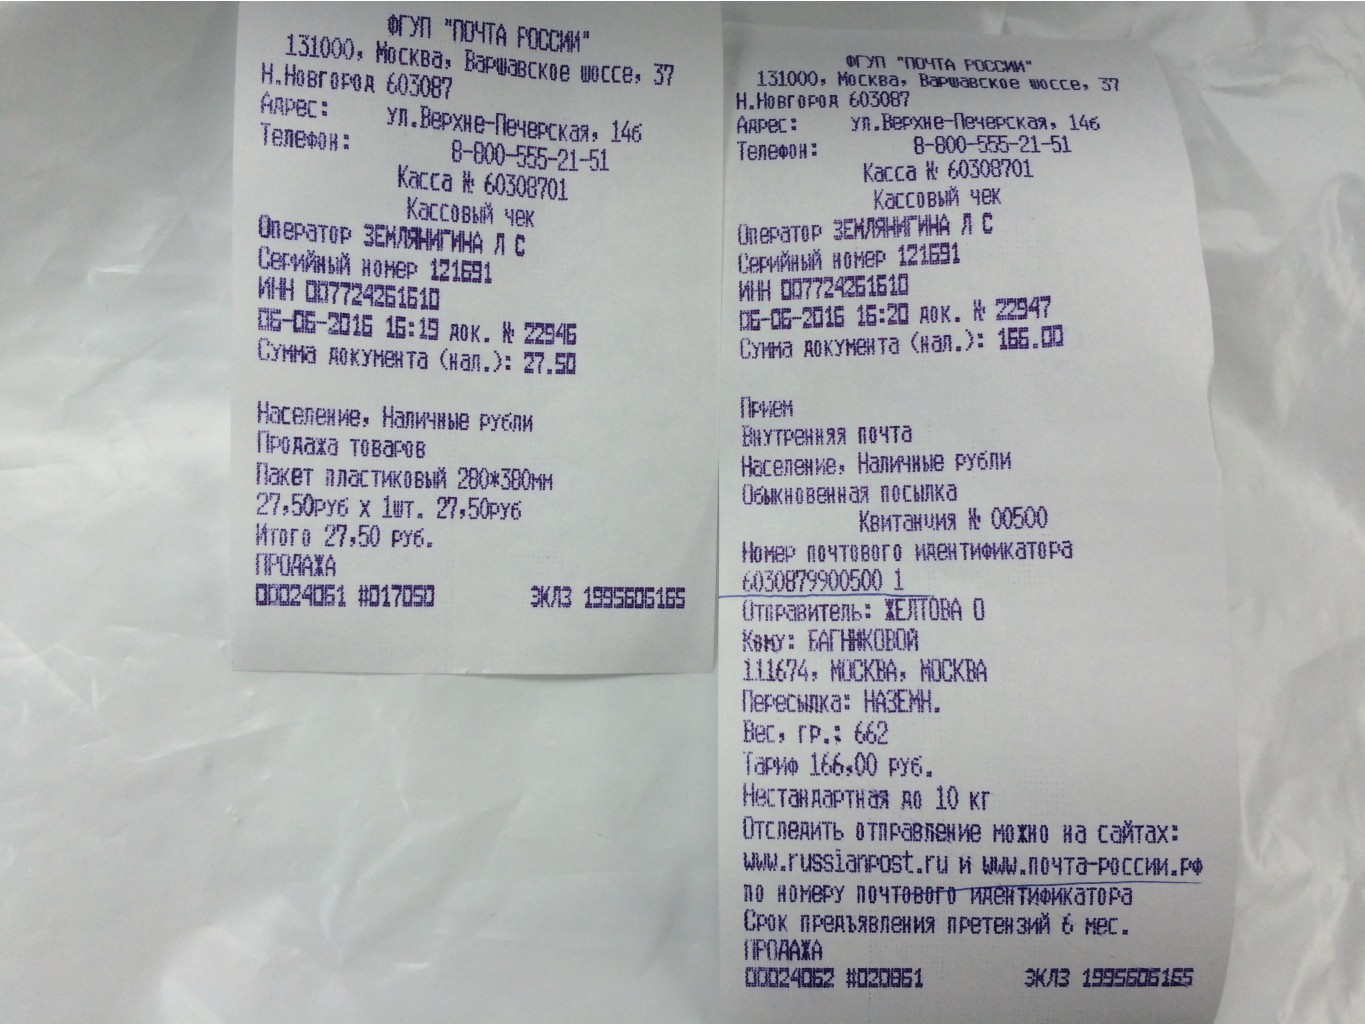 ФГУП "ПОЧТА РОССИИ"
131000, Москва, Варшавское шоссе, 37
Н.Новгород 603087
Адрес: ул.Верхне-Печерская, 14б
Телефон: 8-800-555-21-51
Касса № 60308701
Кассовый чек
Оператор ЗЕМЛЯНИГИНА Л С
Серийный номер 121691
ИНН 007724261610
06-06-2016 16:19 док. № 22946
Сумма документа (нал.): 27.50
Население, Наличные рубли
Продажа товаров
Пакет пластиковый 280*380мм
27,50руб х 1шт. 27,50руб
Итого 27,50 руб.
ПРОДАЖА
00024061 #017050 ЭКЛЗ 1995606165
ФГУП "ПОЧТА РОССИИ"
131000, Москва, Варшавское шоссе, 37
Н.Новгород 603087
Адрес: ул.Верхне-Печерская, 14б
Телефон: 8-800-555-21-51
Касса № 60308701
Кассовый чек
Оператор ЗЕМЛЯНИГИНА Л С
Серийный номер 121691
ИНН 007724261610
06-06-2016 16:20 док. № 22947
Сумма документа (нал.): 166.00
Прием
Внутренняя почта
Население, Наличные рубли
Обыкновенная посылка
Квитанция № 00500
Номер почтового идентификатора
6030879900500 1
Отправитель: ЖЕЛТОВА О
Кому: БАГНИКОВОЙ
111674, МОСКВА, МОСКВА
Пересылка: НАЗЕМН.
Вес, гр.: 662
Тариф 166,00 руб.
Нестандартная до 10 кг
Отследить отправление можно на сайтах:
www.russianpost.ru и www.почта-россии.рф
по номеру почтового идентификатора
Срок предъявления претензий 6 мес.
ПРОДАЖА
00024062 #020861 ЭКЛЗ 1995606165